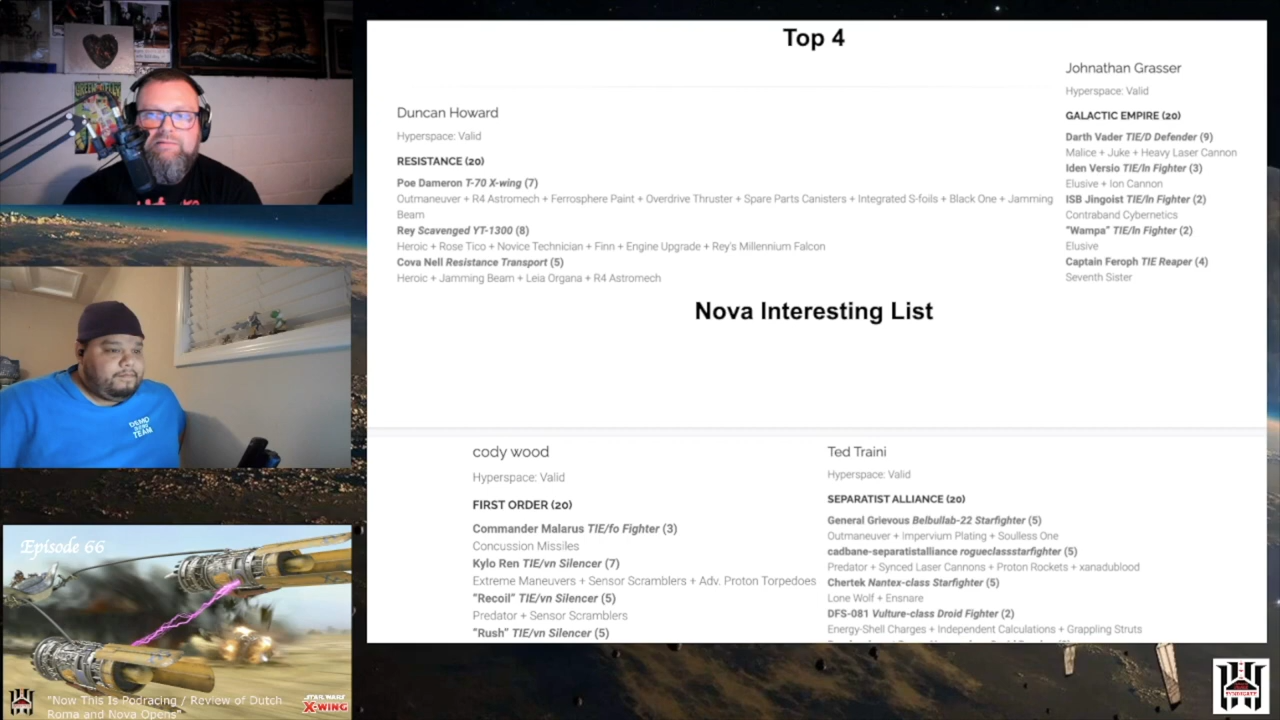 Top 4
Duncan Howard
Hyperspace: Valid
RESISTANCE (20)
Poe Dameron T-70 X-wing (7)
Outmaneuver + R4 Astromech + Ferrosphere Paint + Overdrive Thruster + Spare Parts Canisters + Integrated S-foils + Black One + Jamming
Beam
Rey Scavenged YT-1300 (8)
Heroic + Rose Tico + Novice Technician + Finn + Engine Upgrade + Rey's Millennium Falcon
Cova Nell Resistance Transport (5)
Heroic + Jamming Beam + Leia Organa + R4 Astromech
Johnathan Grasser
Hyperspace: Valid
GALACTIC EMPIRE (20)
Darth Vader TIE/D Defender (9)
Malice + Juke + Heavy Laser Cannon
Iden Versio TIE/ln Fighter (3)
Elusive + Ion Cannon
ISB Jingoist TIE/ln Fighter (2)
Contraband Cybernetics
"Wampa" TIE/ln Fighter (2)
Elusive
Captain Feroph TIE Reaper (4)
Seventh Sister
Nova Interesting List
cody wood
Hyperspace: Valid
FIRST ORDER (20)
Commander Malarus TIE/fo Fighter (3)
Concussion Missiles
Kylo Ren TIE/vn Silencer (7)
Extreme Maneuvers + Sensor Scramblers + Adv. Proton Torpedoes
"Recoil" TIE/vn Silencer (5)
Predator + Sensor Scramblers
"Rush" TIE/vn Silencer (5)
Ted Traini
Hyperspace: Valid
SEPARATIST ALLIANCE (20)
General Grievous Belbullab-22 Starfighter (5)
Outmaneuver + Impervium Plating + Soulless One
cadbane-separatistalliance rogueclassstarfighter (5)
Predator + Synced Laser Cannons + Proton Rockets + xanadublood
Chertek Nantex-class Starfighter (5)
Lone Wolf + Ensnare
DFS-081 Vulture-class Droid Fighter (2)
Energy-Shell Charges + Independent Calculations + Grappling Struts
Episode 66
"Now This Is Podracing / Review of Dutch
Roma and Nova Opens"
STAR WARS
X-WING
TEAM